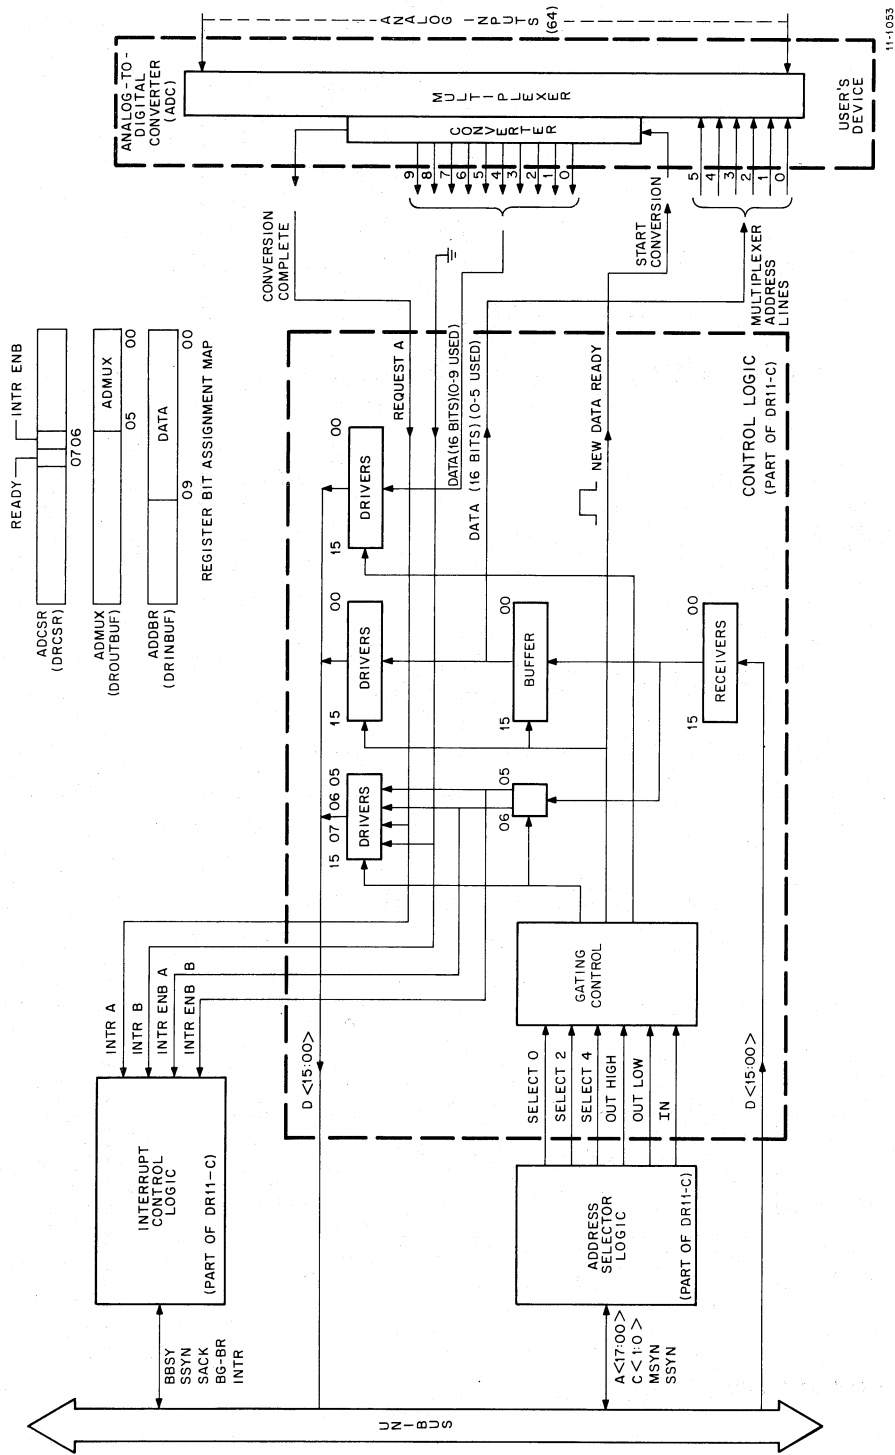 11-1053
ANALOG INPUTS
(64)
ANALOG-TO-
DIGITAL
CONVERTER
(ADC)
MULTIPLEXER
CONVERTER
USER'S
DEVICE
9
8
7
6
5
4
3
2
1
0
5
4
3
2
1
0
CONVERSION
COMPLETE
START
CONVERSION
MULTIPLEXER
ADDRESS
LINES
READY
INTR ENB
ADCSR
(DRCSR)
07 06
ADMUX
(DROUTBUF)
ADMUX
05
00
ADDBR
(DRINBUF)
DATA
09
00
REGISTER BIT ASSIGNMENT MAP
REQUEST A
DATA (16 BITS) (0-9 USED)
DATA (16 BITS) (0-5 USED)
NEW DATA READY
CONTROL LOGIC
(PART OF DR11-C)
15
DRIVERS
00
15
DRIVERS
00
15 07 06 05
DRIVERS
15
BUFFER
00
06
05
15
RECEIVERS
00
GATING
CONTROL
INTR A
INTR B
INTR ENB A
INTR ENB B
D <15:00>
SELECT 0
SELECT 2
SELECT 4
OUT HIGH
OUT LOW
IN
D <15:00>
INTERRUPT
CONTROL
LOGIC
(PART OF DR11-C)
ADDRESS
SELECTOR
LOGIC
(PART OF DR11-C)
BBSY
SSYN
SACK
BG-BR
INTR
A<17:00>
C<1:0>
MSYN
SSYN
UNIBUS